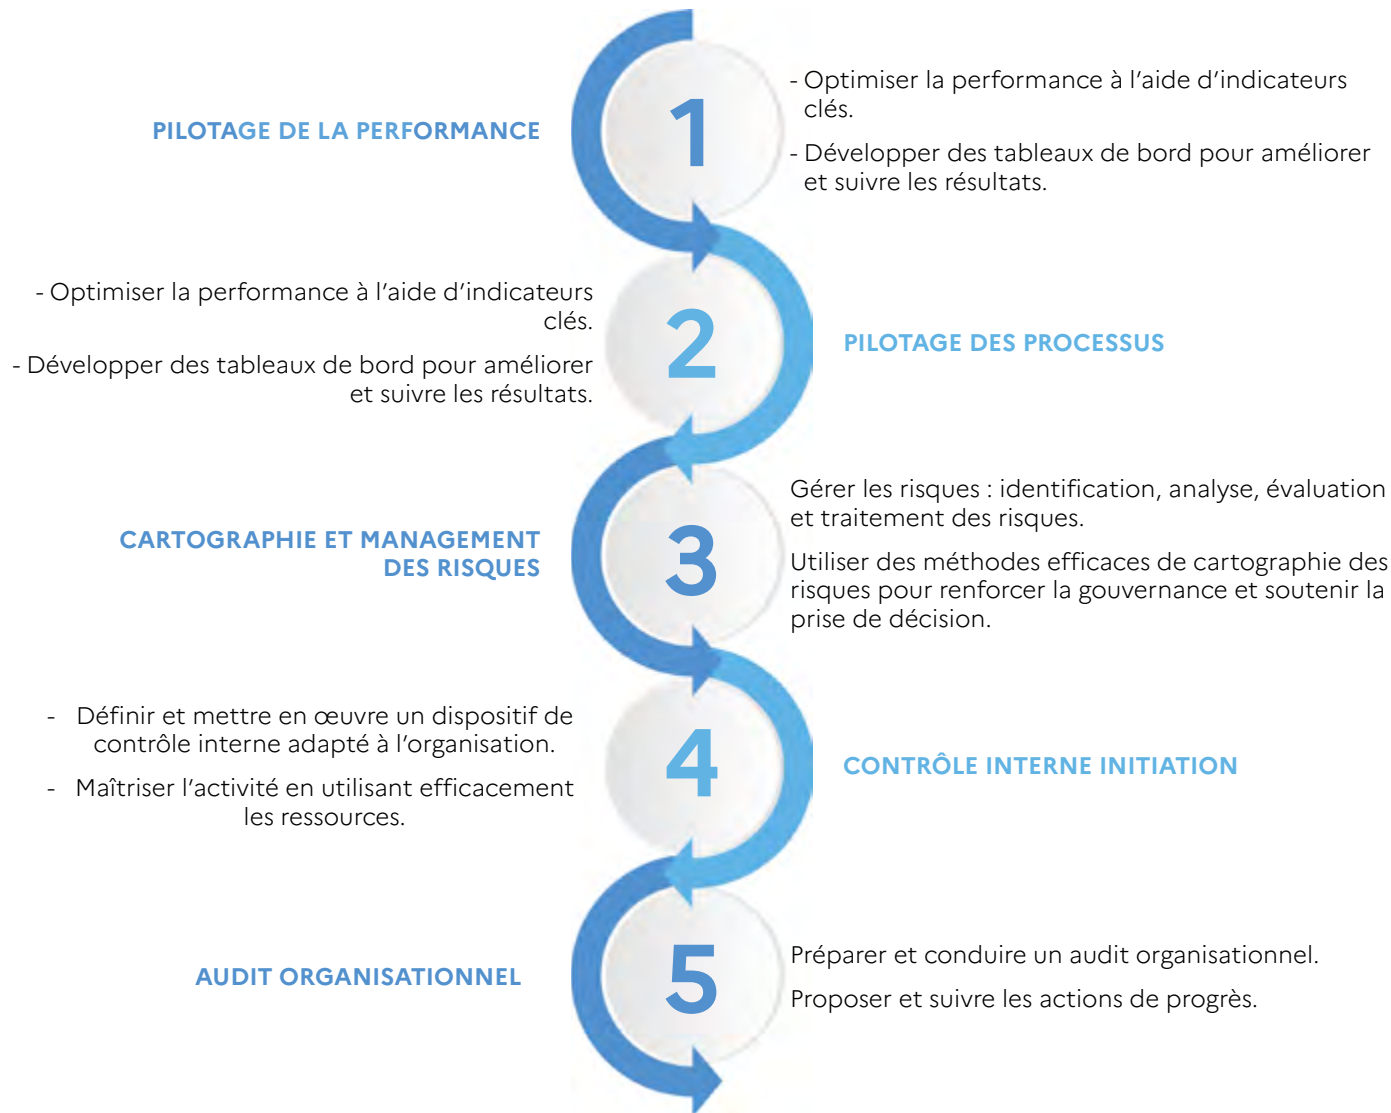 PILOTAGE DE LA PERFORMANCE
1
- Optimiser la performance à l’aide d’indicateurs
clés.
- Développer des tableaux de bord pour améliorer
et suivre les résultats.
- Optimiser la performance à l’aide d’indicateurs
clés.
- Développer des tableaux de bord pour améliorer
et suivre les résultats.
2
PILOTAGE DES PROCESSUS
CARTOGRAPHIE ET MANAGEMENT
DES RISQUES
3
Gérer les risques : identification, analyse, évaluation
et traitement des risques.
Utiliser des méthodes efficaces de cartographie des
risques pour renforcer la gouvernance et soutenir la
prise de décision.
- Définir et mettre en œuvre un dispositif de
contrôle interne adapté à l’organisation.
- Maîtriser l’activité en utilisant efficacement
les ressources.
4
CONTRÔLE INTERNE INITIATION
AUDIT ORGANISATIONNEL
5
Préparer et conduire un audit organisationnel.
Proposer et suivre les actions de progrès.